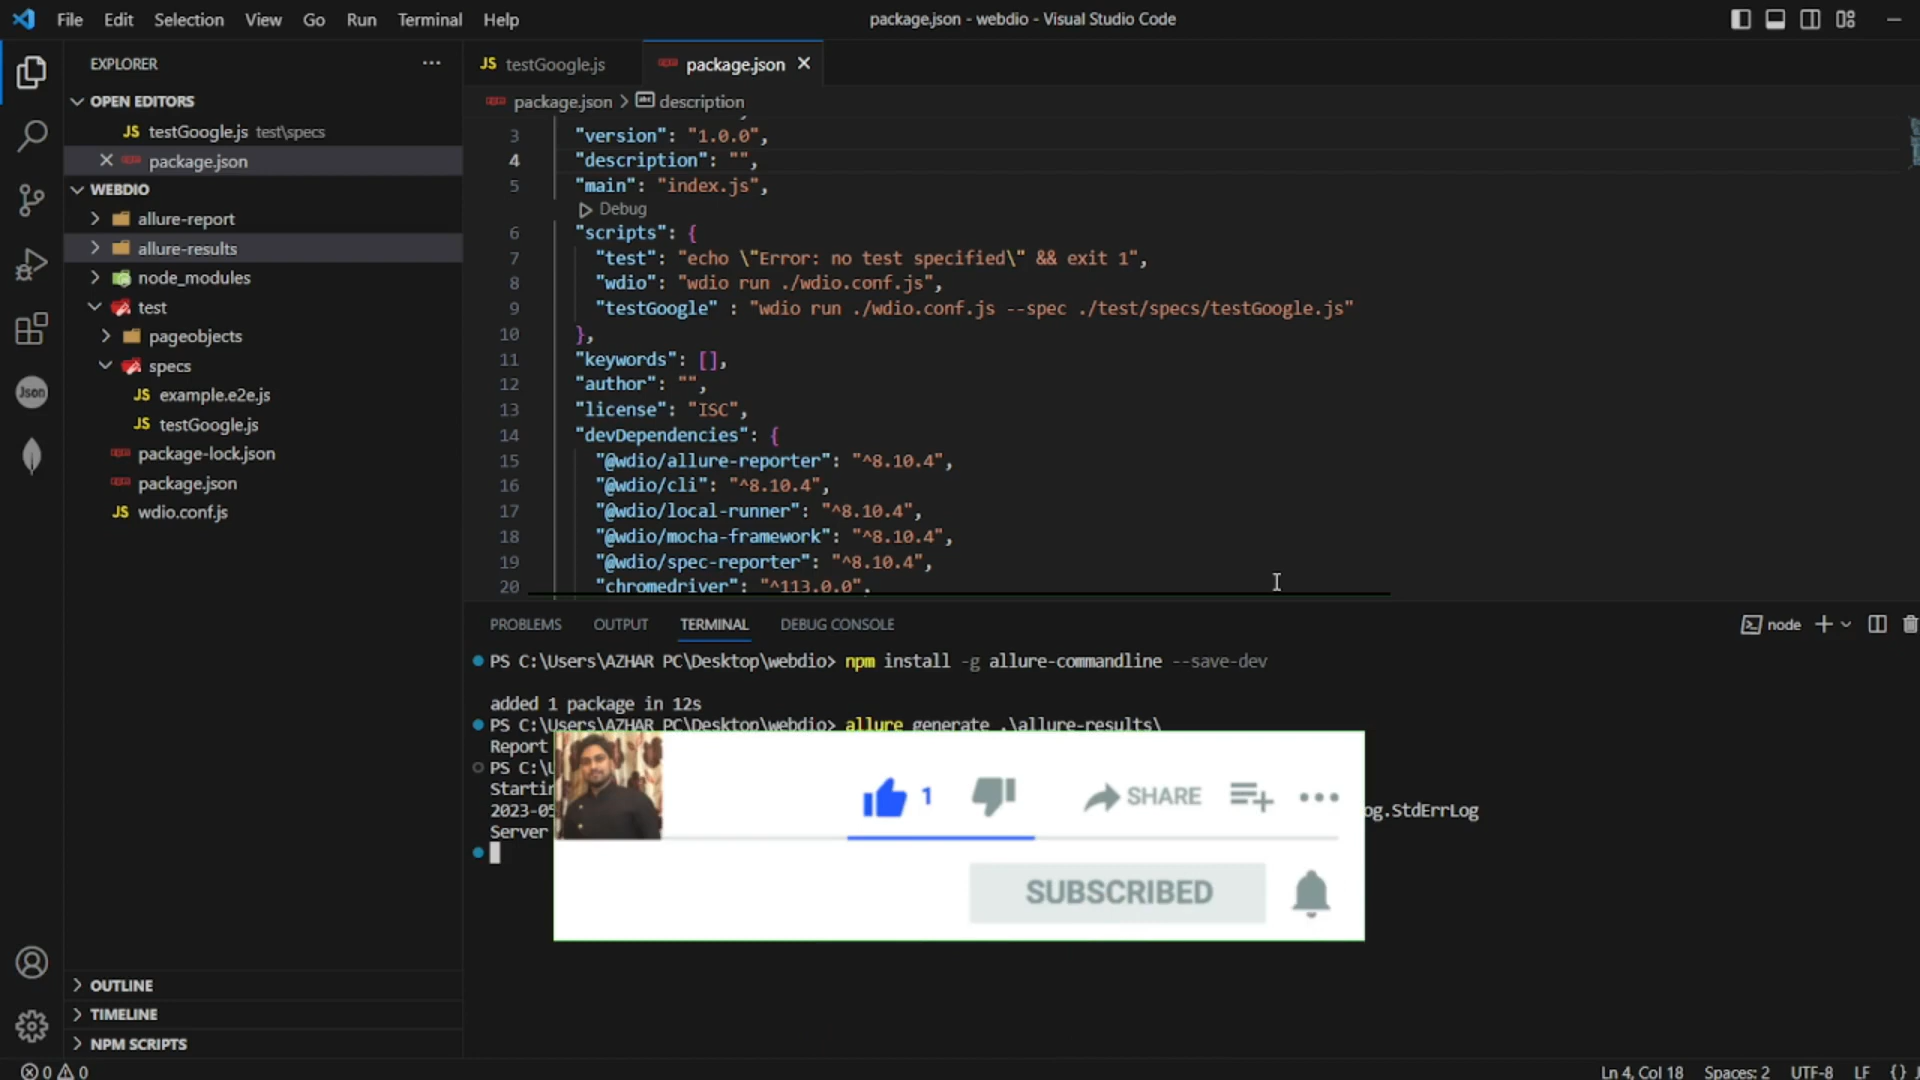 File Edit Selection View Go Run Terminal Help
package.json - webdio - Visual Studio Code
EXPLORER
OPEN EDITORS
JS testGoogle.js test\specs
package.json
WEBDIO
allure-report
allure-results
node_modules
test
pageobjects
specs
JS example.e2e.js
JS testGoogle.js
package-lock.json
package.json
JS wdio.conf.js
OUTLINE
TIMELINE
NPM SCRIPTS
Json
JS testGoogle.js
package.json
package.json > description
3 "version": "1.0.0",
4 "description": "",
5 "main": "index.js",
Debug
6 "scripts": {
7 "test": "echo \"Error: no test specified\" && exit 1",
8 "wdio": "wdio run ./wdio.conf.js",
9 "testGoogle" : "wdio run ./wdio.conf.js --spec ./test/specs/testGoogle.js"
10 },
11 "keywords": [],
12 "author": "",
13 "license": "ISC",
14 "devDependencies": {
15 "@wdio/allure-reporter": "^8.10.4",
16 "@wdio/cli": "^8.10.4",
17 "@wdio/local-runner": "^8.10.4",
18 "@wdio/mocha-framework": "^8.10.4",
19 "@wdio/spec-reporter": "^8.10.4",
20 "chromedriver": "^113.0.0",
PROBLEMS OUTPUT TERMINAL DEBUG CONSOLE
node
PS C:\Users\AZHAR PC\Desktop\webdio> npm install -g allure-commandline --save-dev
added 1 package in 12s
PS C:\Users\AZHAR PC\Desktop\webdio> allure generate .\allure-results\
Report
PS C:\
Startin
2023-05 og.StdErrLog
Server
1 SHARE
SUBSCRIBED
0 0
Ln 4, Col 18 Spaces: 2 UTF-8 LF {}